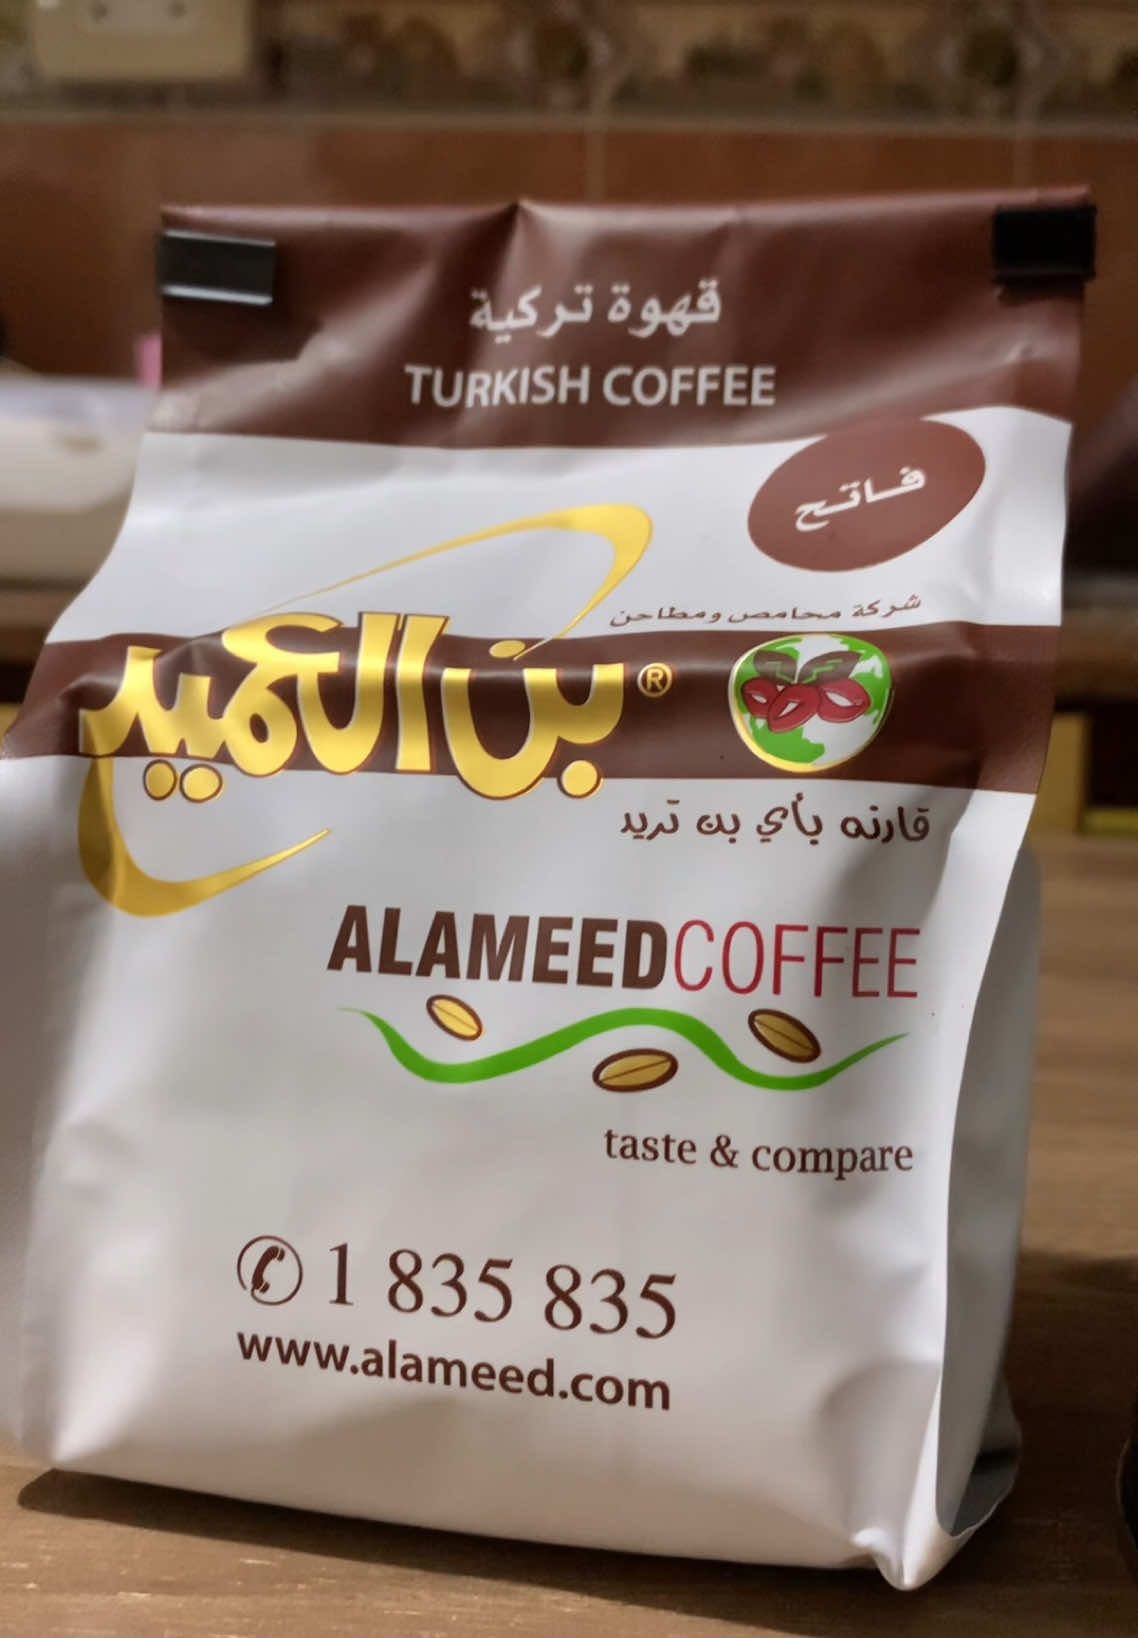 قهوة تركية
TURKISH COFFEE
فاتح
شركة محامص ومطاحن
بن العميد ®
قارنه بأي بن تريد
ALAMEEDCOFFEE
taste & compare
1 835 835
www.alameed.com